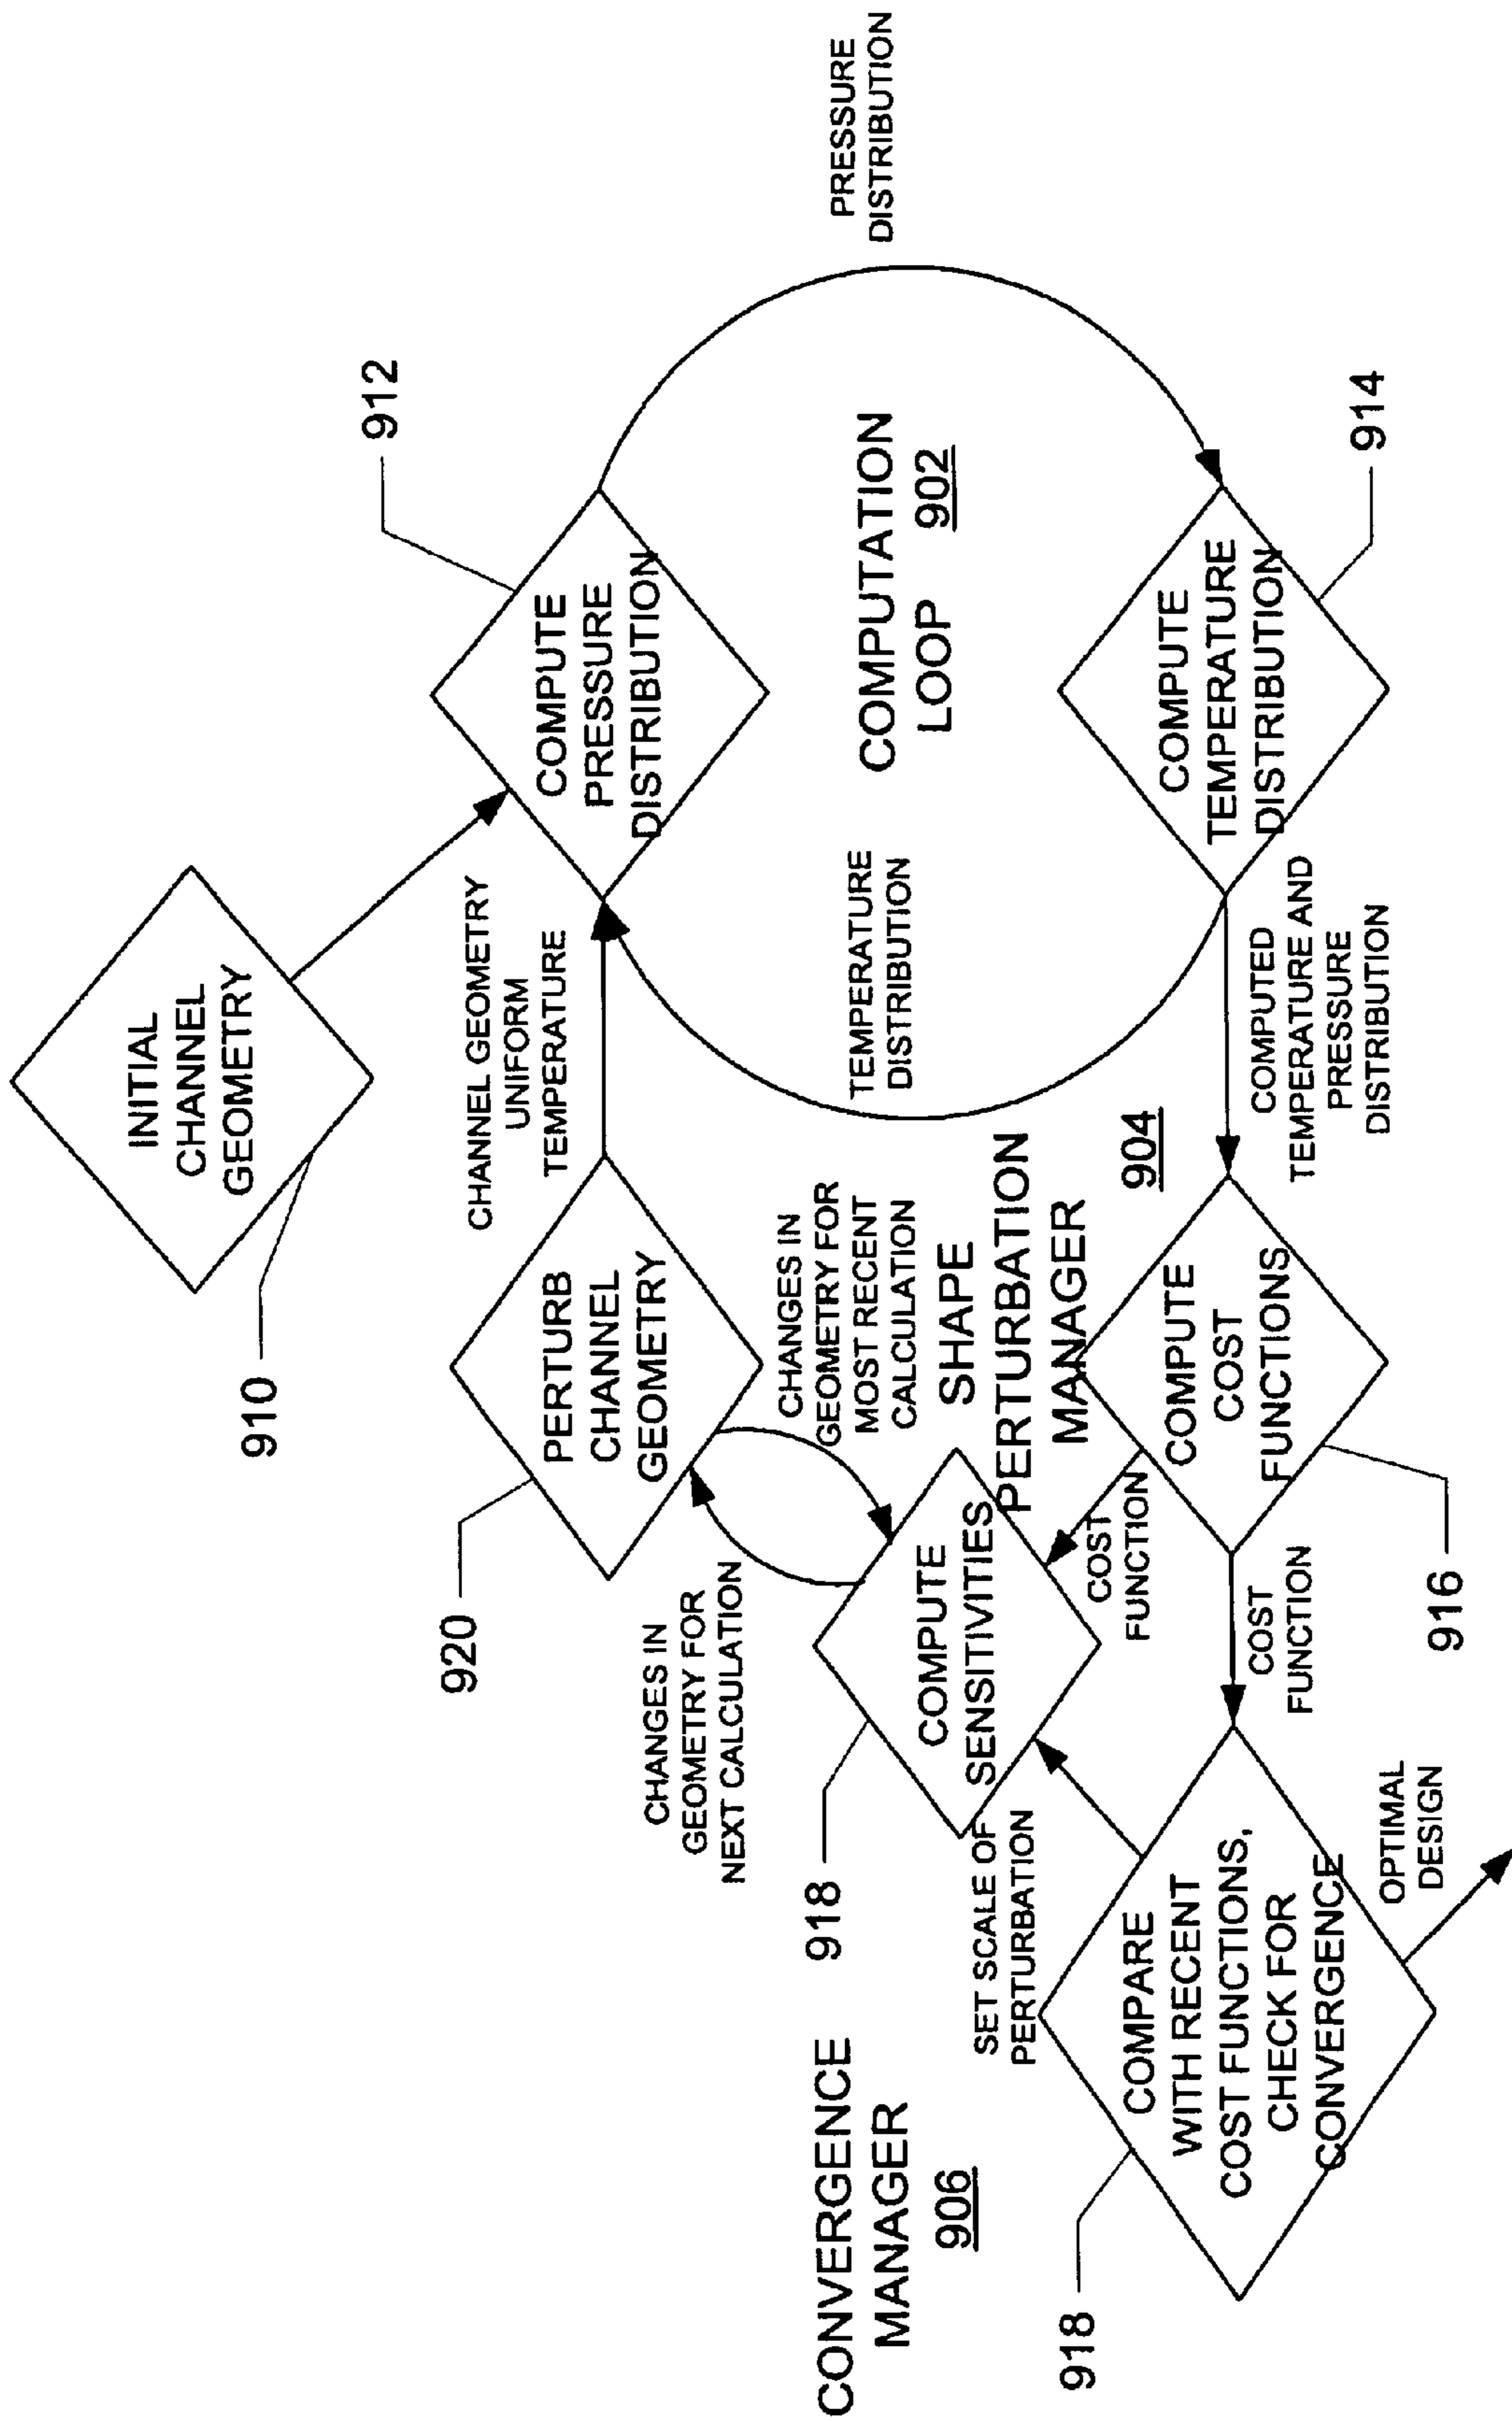 INITIAL
CHANNEL
GEOMETRY
910
912
COMPUTE
PRESSURE
DISTRIBUTION
CHANNEL GEOMETRY
UNIFORM
TEMPERATURE
920
PERTURB
CHANNEL
GEOMETRY
PRESSURE
DISTRIBUTION
COMPUTATION
LOOP 902
TEMPERATURE
DISTRIBUTION
CHANGES IN
GEOMETRY FOR
MOST RECENT
CALCULATION
CHANGES IN
GEOMETRY FOR
NEXT CALCULATION
SHAPE
PERTURBATION
MANAGER
904
918
COMPUTE
SENSITIVITIES
CONVERGENCE
MANAGER
906
SET SCALE OF
PERTURBATION
COST
FUNCTION
914
COMPUTE
TEMPERATURE
DISTRIBUTION
COMPUTED
TEMPERATURE AND
PRESSURE
DISTRIBUTION
COMPUTE
COST
FUNCTIONS
916
COST
FUNCTION
918
COMPARE
WITH RECENT
COST FUNCTIONS,
CHECK FOR
CONVERGENCE
OPTIMAL
DESIGN